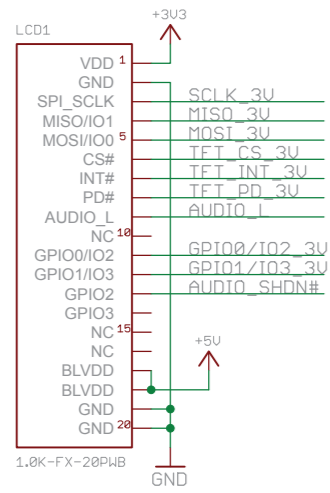 +3V3
LCD1
VDD 1
GND
SPI_SCLK SCLK_3V
MISO/IO1 MISO_3V
MOSI/IO0 5 MOSI_3V
CS# TFT_CS_3V
INT# TFT_INT_3V
PD# TFT_PD_3V
AUDIO_L AUDIO_L
NC 10
GPIO0/IO2 GPIO0/IO2_3V
GPIO1/IO3 GPIO1/IO3_3V
GPIO2 AUDIO_SHDN#
GPIO3
NC 15
NC +5V
BLVDD
BLVDD
GND
GND 20
1.0K-FX-20PWB
GND